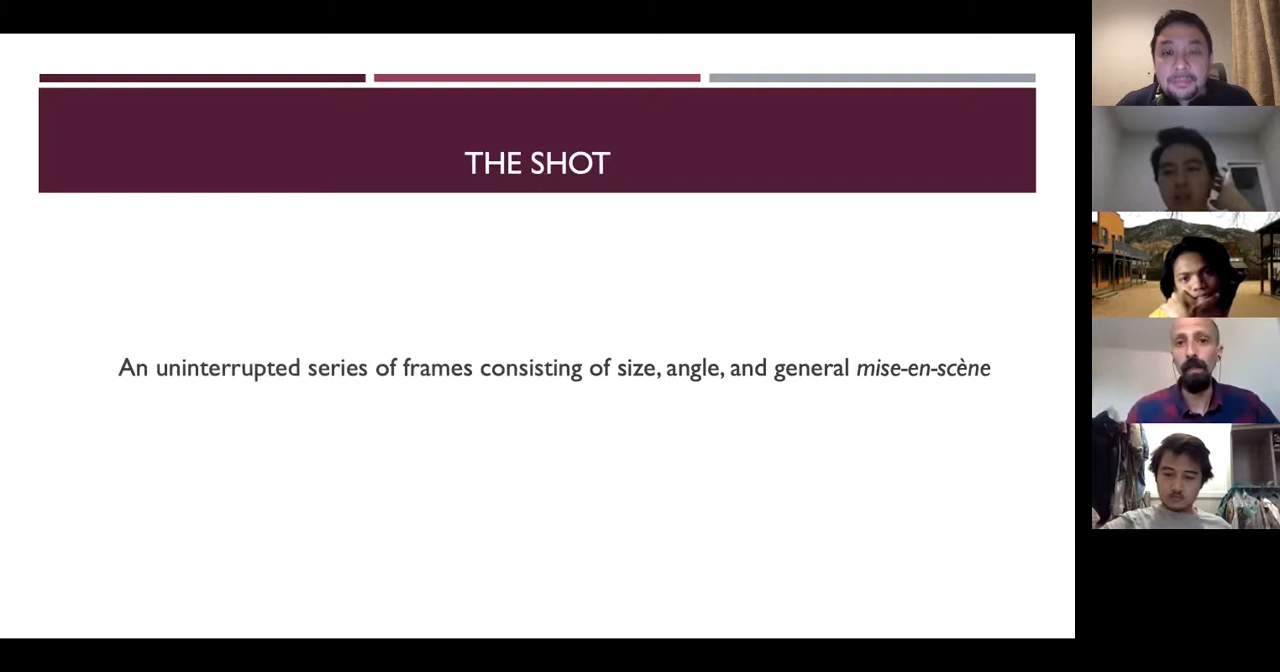 THE SHOT
An uninterrupted series of frames consisting of size, angle, and general mise-en-scène